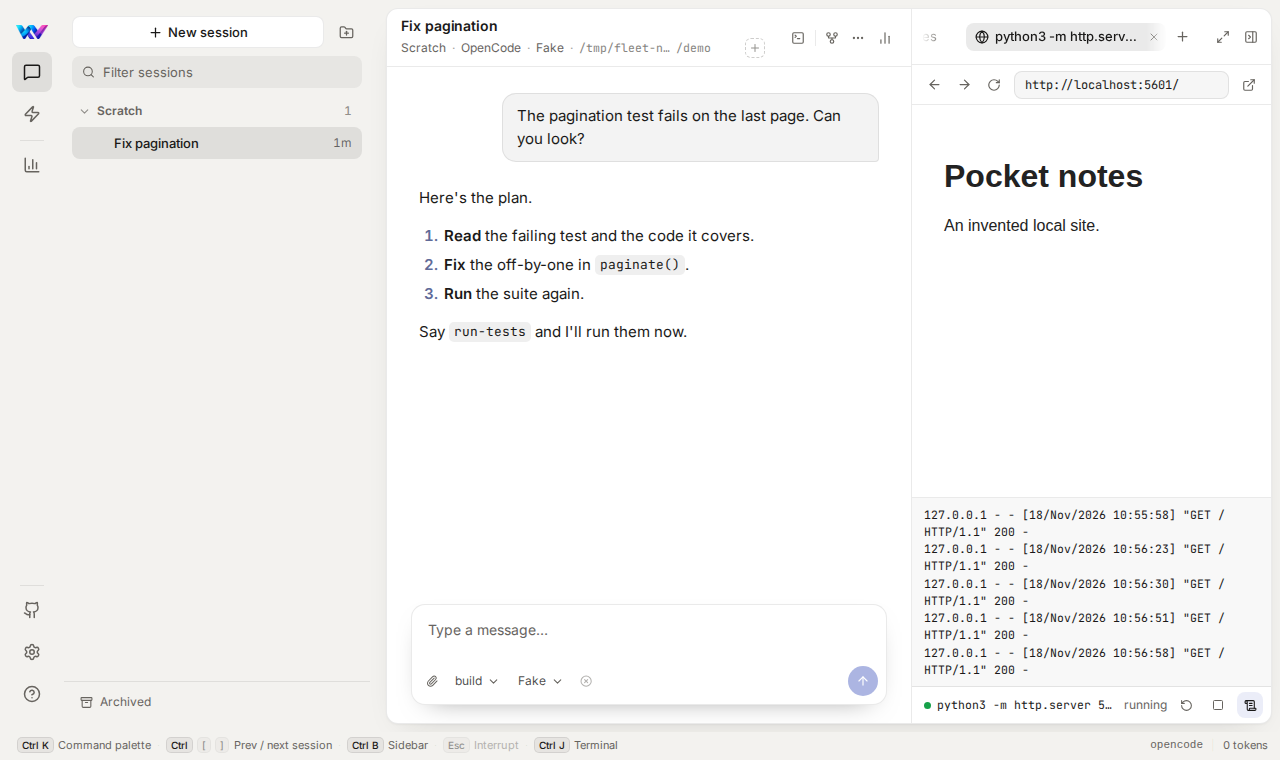 New session
Filter sessions
Scratch 1
Fix pagination 1m
Archived
Fix pagination
Scratch · OpenCode · Fake · /tmp/fleet-n… /demo
The pagination test fails on the last page. Can
you look?
Here's the plan.
1. Read the failing test and the code it covers.
2. Fix the off-by-one in paginate().
3. Run the suite again.
Say run-tests and I'll run them now.
Type a message...
build Fake
es python3 -m http.serv...
http://localhost:5601/
Pocket notes
An invented local site.
127.0.0.1 - - [18/Nov/2026 10:55:58] "GET /
HTTP/1.1" 200 -
127.0.0.1 - - [18/Nov/2026 10:56:23] "GET /
HTTP/1.1" 200 -
127.0.0.1 - - [18/Nov/2026 10:56:30] "GET /
HTTP/1.1" 200 -
127.0.0.1 - - [18/Nov/2026 10:56:51] "GET /
HTTP/1.1" 200 -
127.0.0.1 - - [18/Nov/2026 10:56:58] "GET /
HTTP/1.1" 200 -
python3 -m http.server 5… running
Ctrl K Command palette Ctrl [ ] Prev / next session Ctrl B Sidebar Esc Interrupt Ctrl J Terminal opencode 0 tokens